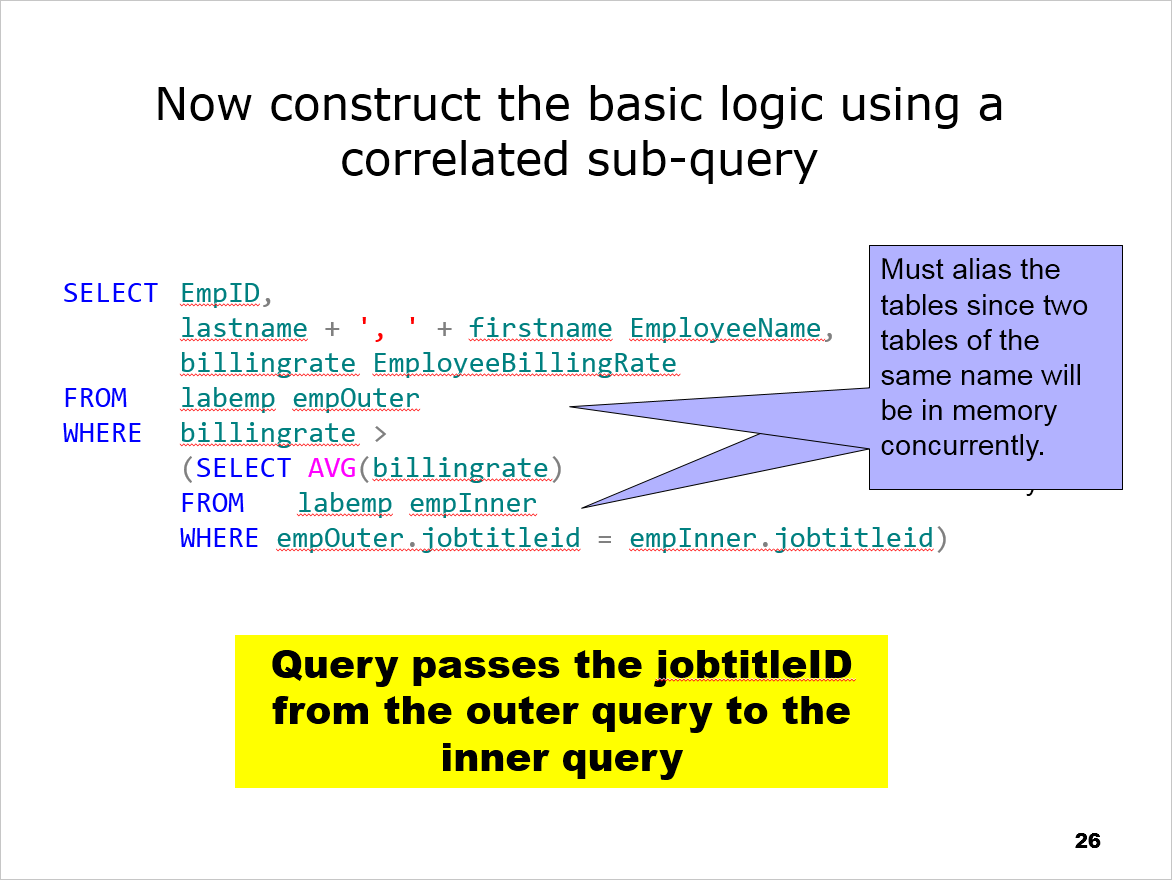 Now construct the basic logic using a
correlated sub-query
SELECT EmpID,
lastname + ', ' + firstname EmployeeName,
billingrate EmployeeBillingRate
FROM labemp empOuter
WHERE billingrate >
(SELECT AVG(billingrate)
FROM labemp empInner
WHERE empOuter.jobtitleid = empInner.jobtitleid)
Must alias the
tables since two
tables of the
same name will
be in memory
concurrently.
Query passes the jobtitleID
from the outer query to the
inner query
26